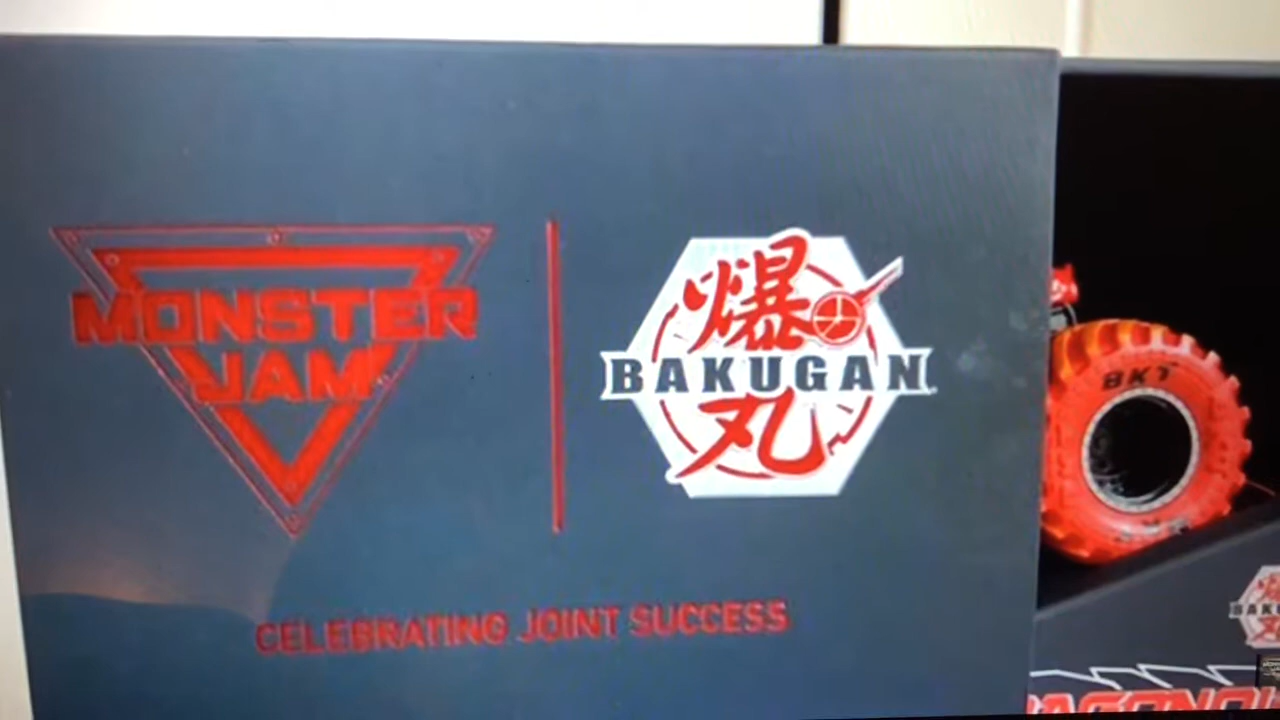 MONSTER
JAM
爆
BAKUGAN
丸
CELEBRATING JOINT SUCCESS
BKT